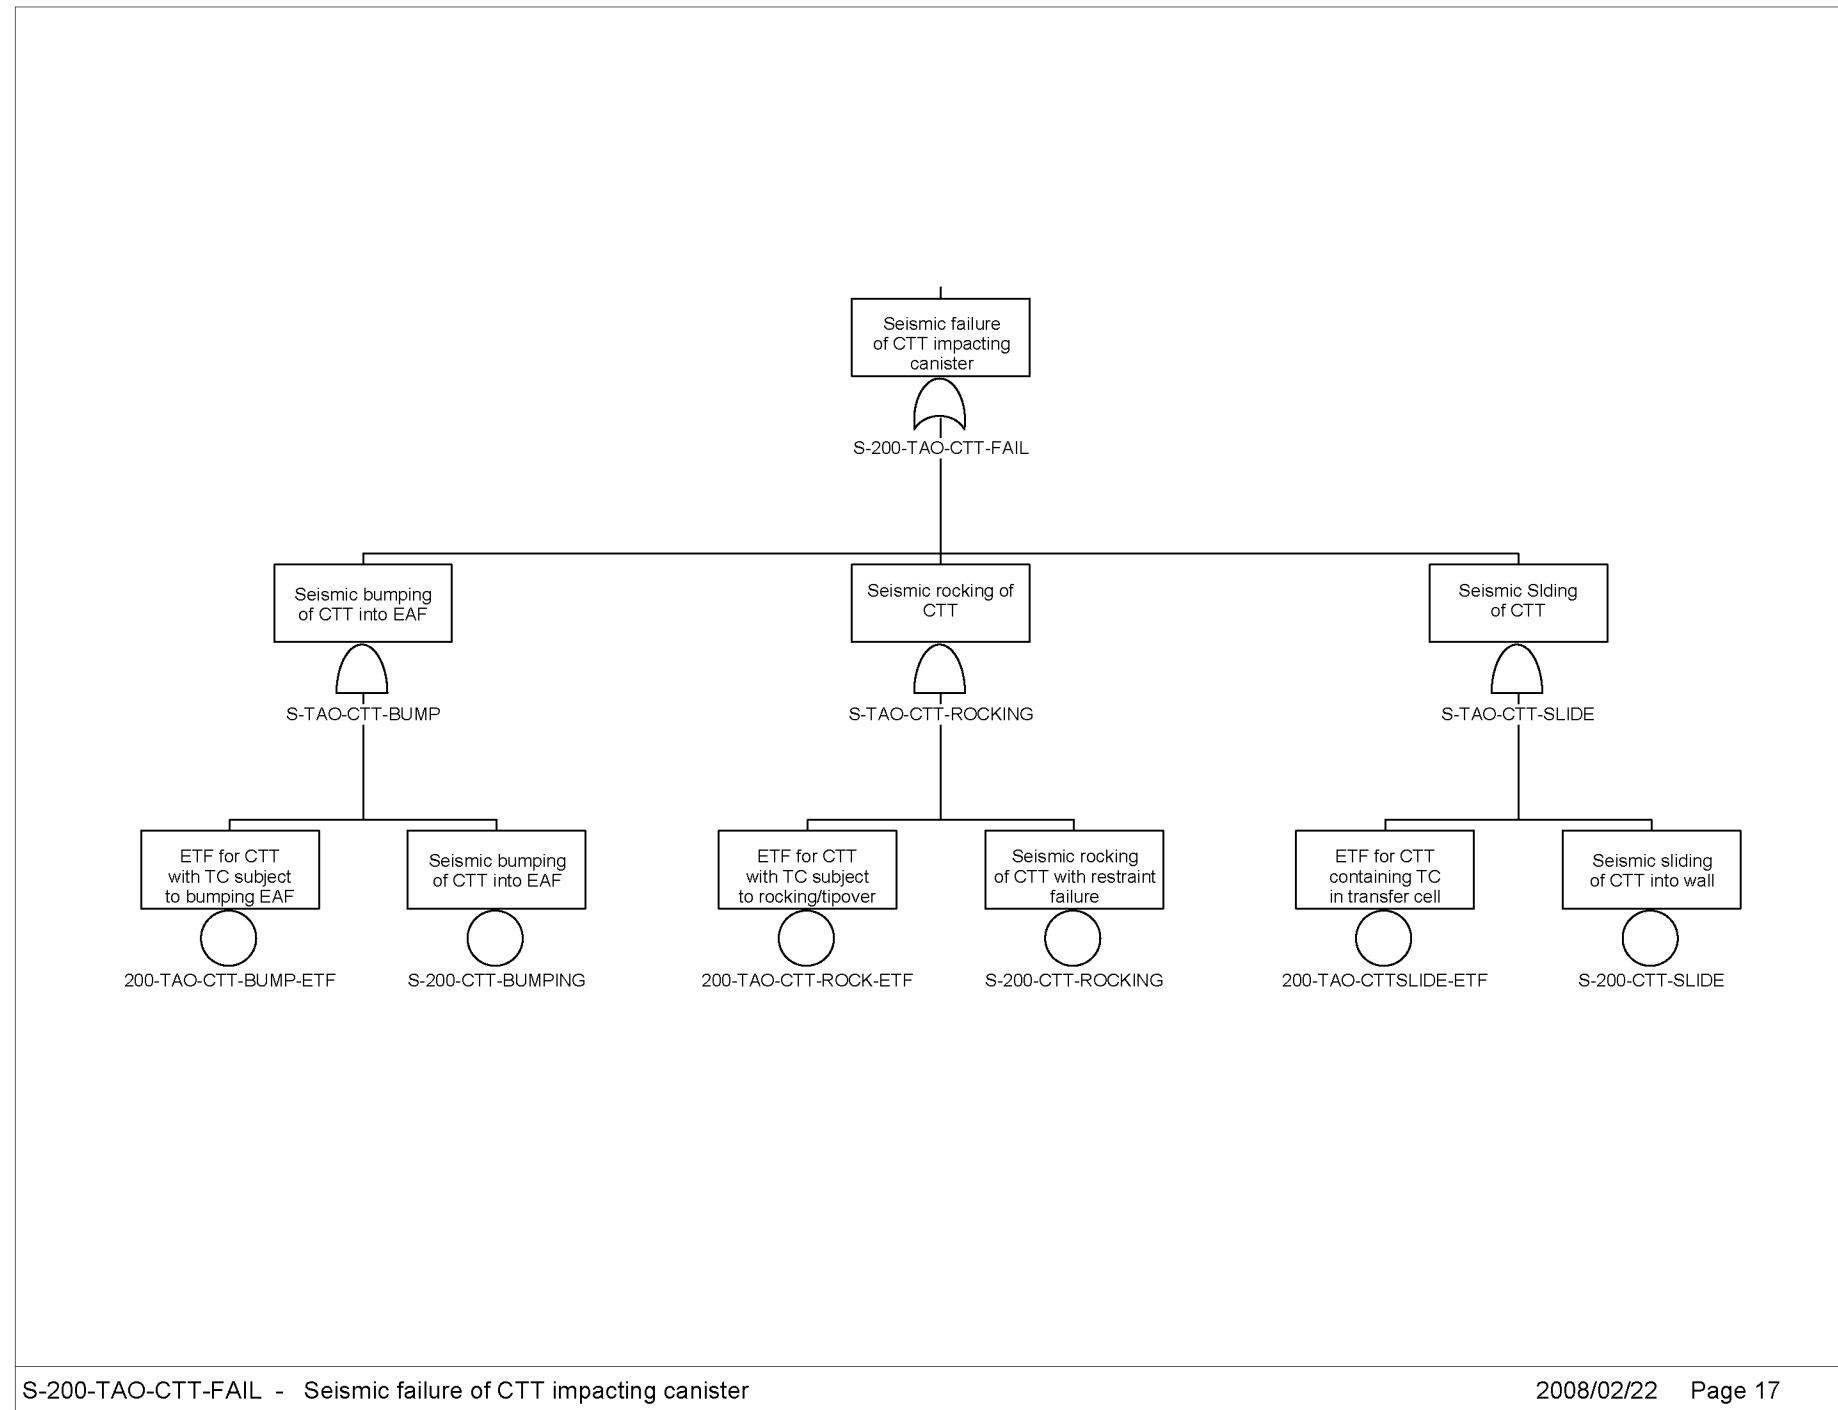 Seismic failure
of CTT impacting
canister
S-200-TAO-CTT-FAIL
Seismic bumping
of CTT into EAF
S-TAO-CTT-BUMP
Seismic rocking of
CTT
S-TAO-CTT-ROCKING
Seismic Slding
of CTT
S-TAO-CTT-SLIDE
ETF for CTT
with TC subject
to bumping EAF
200-TAO-CTT-BUMP-ETF
Seismic bumping
of CTT into EAF
S-200-CTT-BUMPING
ETF for CTT
with TC subject
to rocking/tipover
200-TAO-CTT-ROCK-ETF
Seismic rocking
of CTT with restraint
failure
S-200-CTT-ROCKING
ETF for CTT
containing TC
in transfer cell
200-TAO-CTTSLIDE-ETF
Seismic sliding
of CTT into wall
S-200-CTT-SLIDE
S-200-TAO-CTT-FAIL - Seismic failure of CTT impacting canister
2008/02/22 Page 17